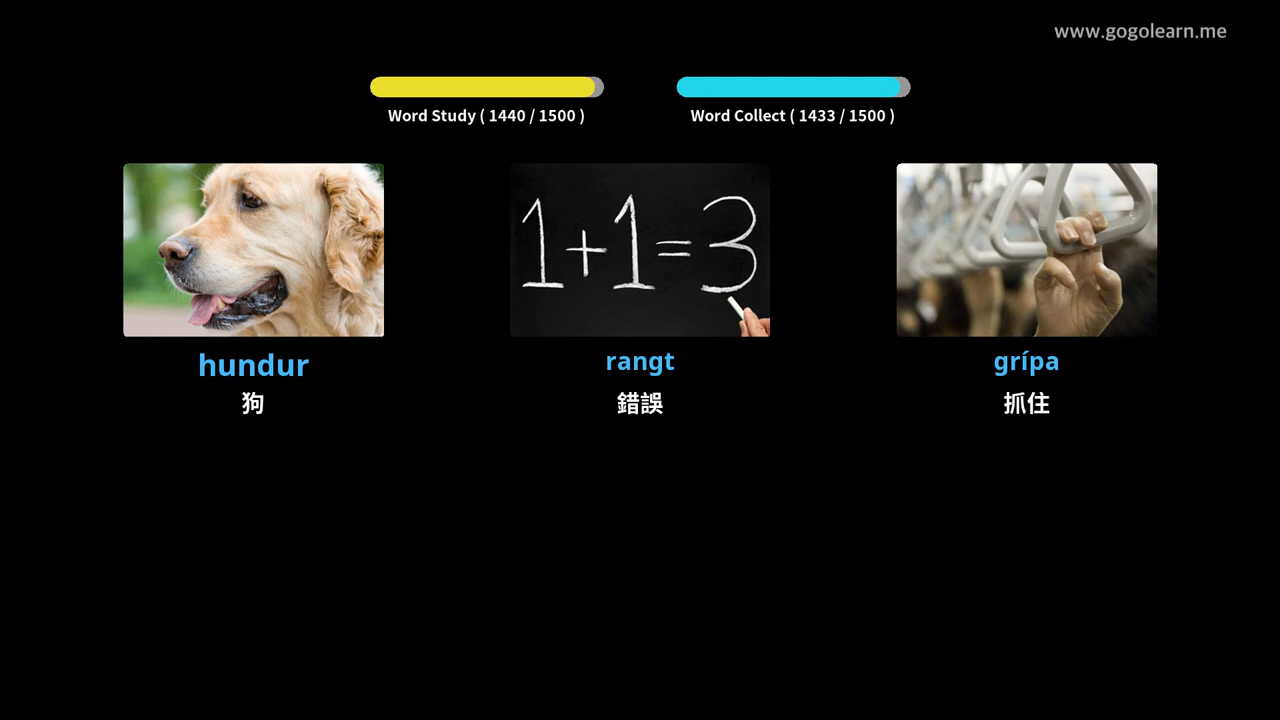 www.gogolearn.me
Word Study ( 1440 / 1500 )
Word Collect ( 1433 / 1500 )
1+1=3
hundur
rangt
grípa
狗
錯誤
抓住